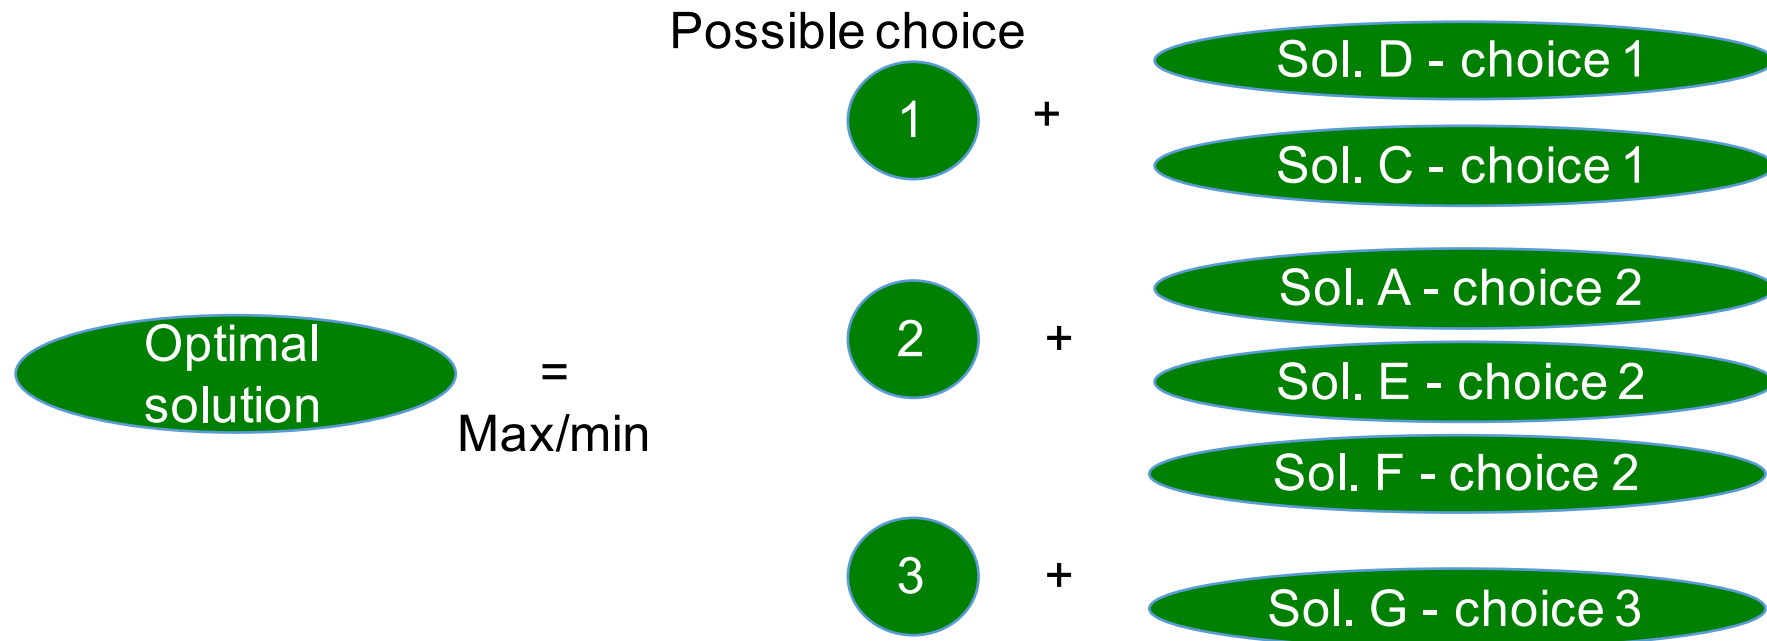 Possible choice
1
+
Sol. D - choice 1
Sol. C - choice 1
2
+
Sol. A - choice 2
Sol. E - choice 2
Sol. F - choice 2
Optimal
solution
=
Max/min
3
+
Sol. G - choice 3